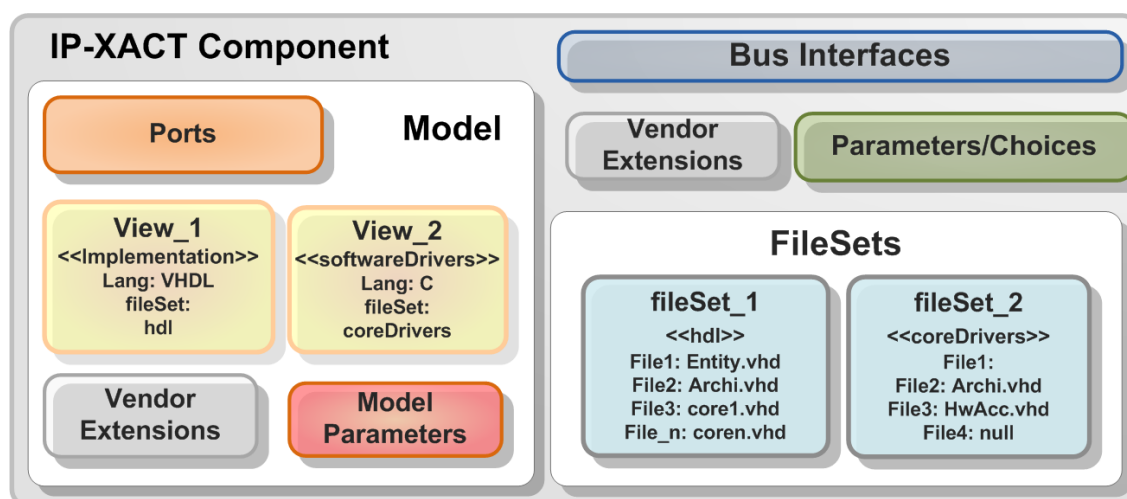 IP-XACT Component
Ports
Model
View_1
<<Implementation>>
Lang: VHDL
fileSet:
hdl
View_2
<<softwareDrivers>>
Lang: C
fileSet:
coreDrivers
Vendor
Extensions
Model
Parameters
Bus Interfaces
Vendor
Extensions
Parameters/Choices
FileSets
fileSet_1
<<hdl>>
File1: Entity.vhd
File2: Archi.vhd
File3: core1.vhd
File_n: coren.vhd
fileSet_2
<<coreDrivers>>
File1:
File2: Archi.vhd
File3: HwAcc.vhd
File4: null